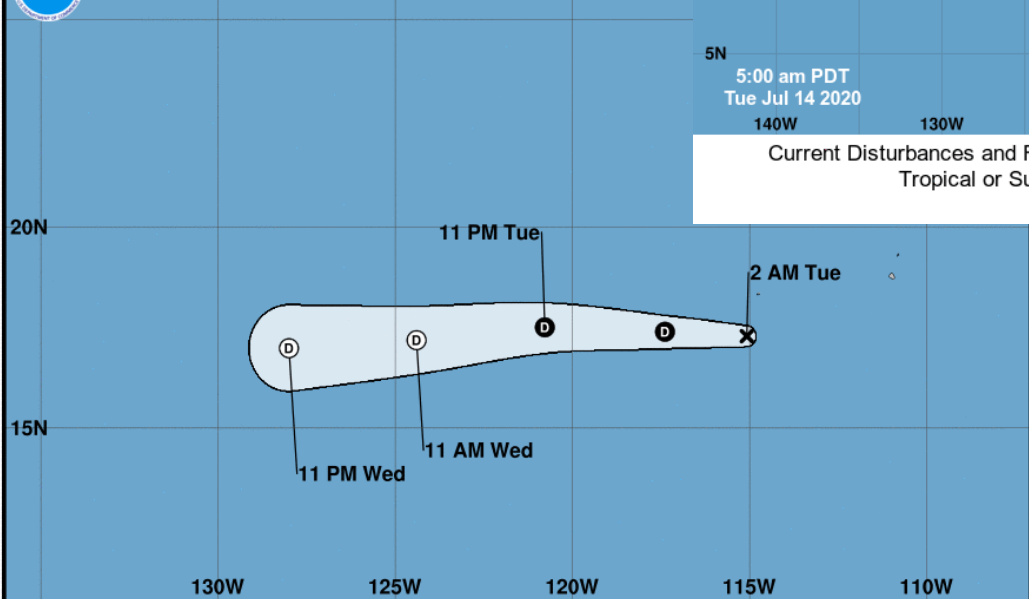 5N
5:00 am PDT
Tue Jul 14 2020
140W 130W
Current Disturbances and F
Tropical or Su
20N
11 PM Tue
2 AM Tue
D
D
D
D
15N
11 AM Wed
11 PM Wed
130W 125W 120W 115W 110W